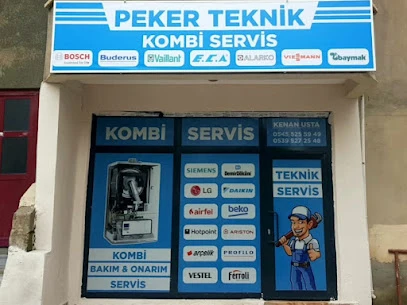 PEKER TEKNİK
KOMBİ SERVİS
BOSCH
Buderus
Vaillant
E.C.A
ALARKO
VIESSMANN
Baymak
KOMBİ
SERVİS
KENAN USTA
SIEMENS
DemirDöküm
LG
DAIKIN
airfel
beko
Hotpoint
ARISTON
arçelik
PROFILO
VESTEL
Ferroli
TEKNİK
SERVİS
KOMBİ
BAKIM & ONARIM
SERVİS